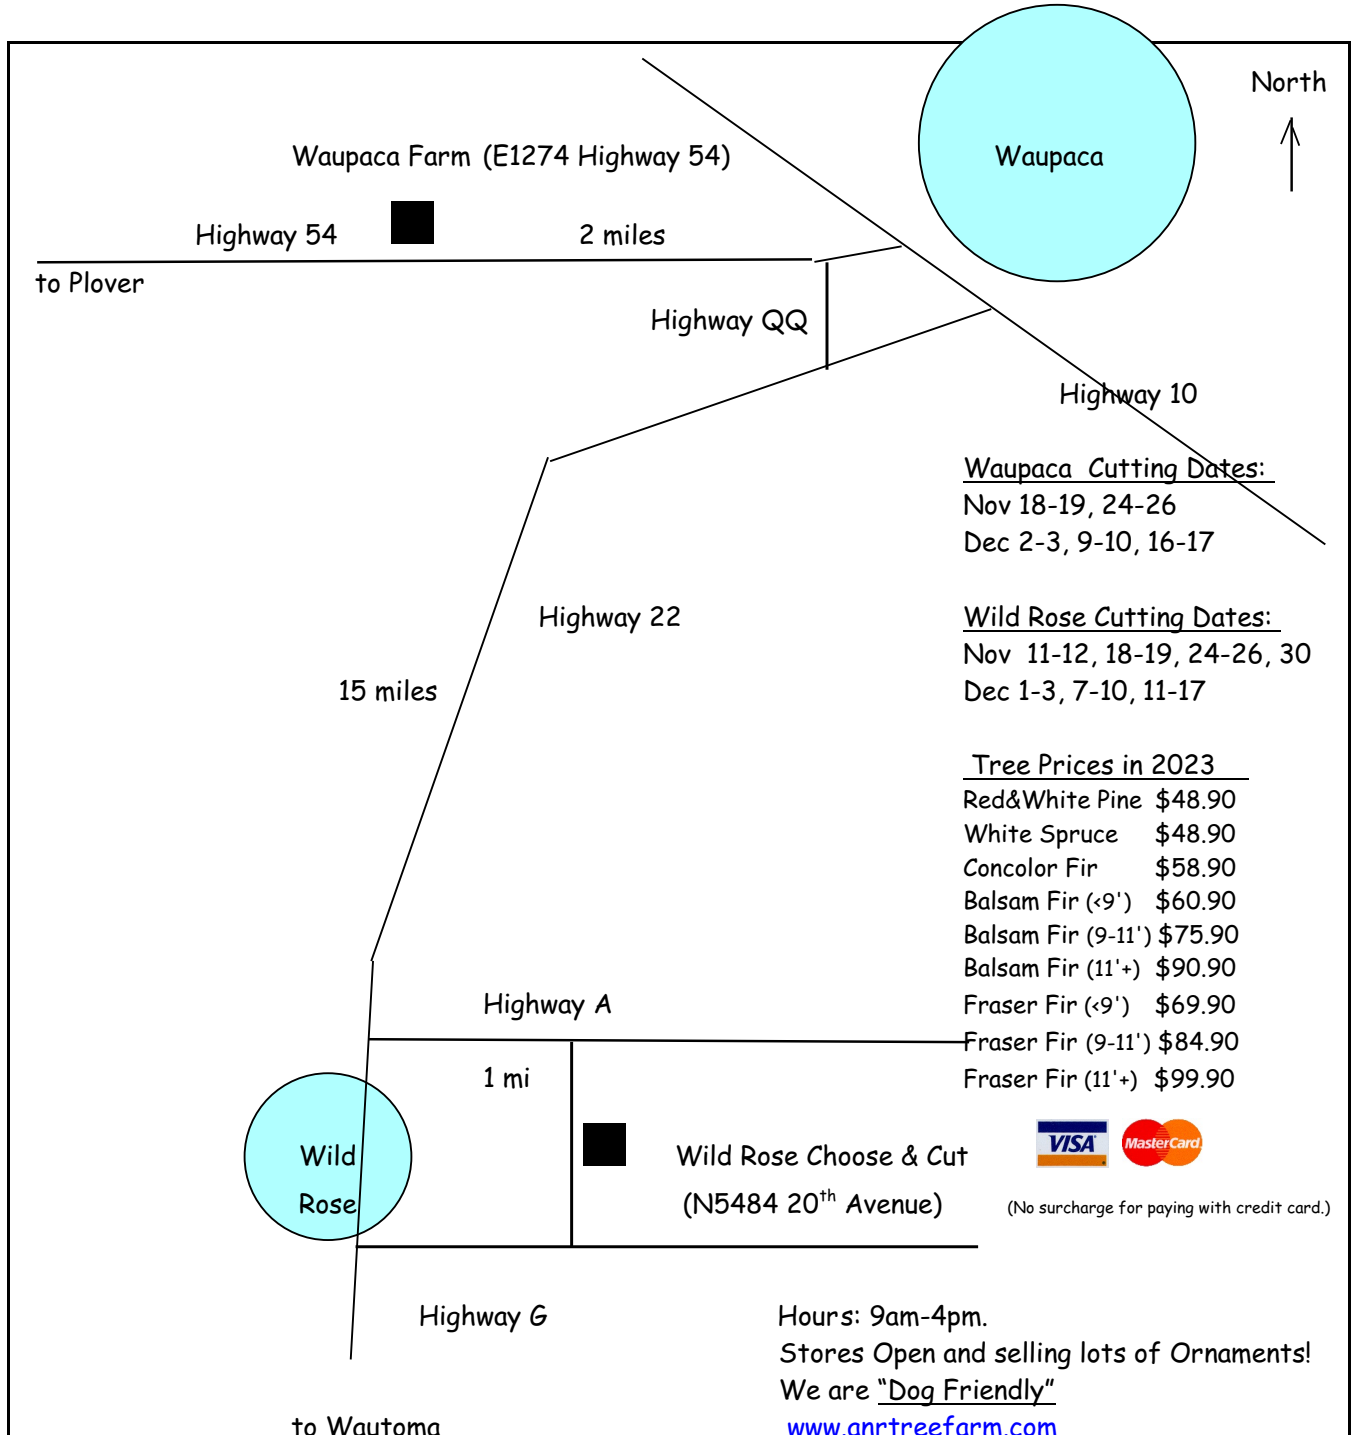 North
Waupaca
Waupaca Farm (E1274 Highway 54)
Highway 54
2 miles
to Plover
Highway QQ
Highway 10
Waupaca Cutting Dates:
Nov 18-19, 24-26
Dec 2-3, 9-10, 16-17
Highway 22
Wild Rose Cutting Dates:
Nov 11-12, 18-19, 24-26, 30
Dec 1-3, 7-10, 11-17
15 miles
Tree Prices in 2023
Red&White Pine $48.90
White Spruce $48.90
Concolor Fir $58.90
Balsam Fir (<9') $60.90
Balsam Fir (9-11') $75.90
Balsam Fir (11'+) $90.90
Fraser Fir (<9') $69.90
Fraser Fir (9-11') $84.90
Fraser Fir (11'+) $99.90
Highway A
1 mi
VISA
MasterCard
Wild
Rose
Wild Rose Choose & Cut
(N5484 20th Avenue)
(No surcharge for paying with credit card.)
Highway G
Hours: 9am-4pm.
Stores Open and selling lots of Ornaments!
We are “Dog Friendly”
www.anrtreefarm.com
to Wautoma